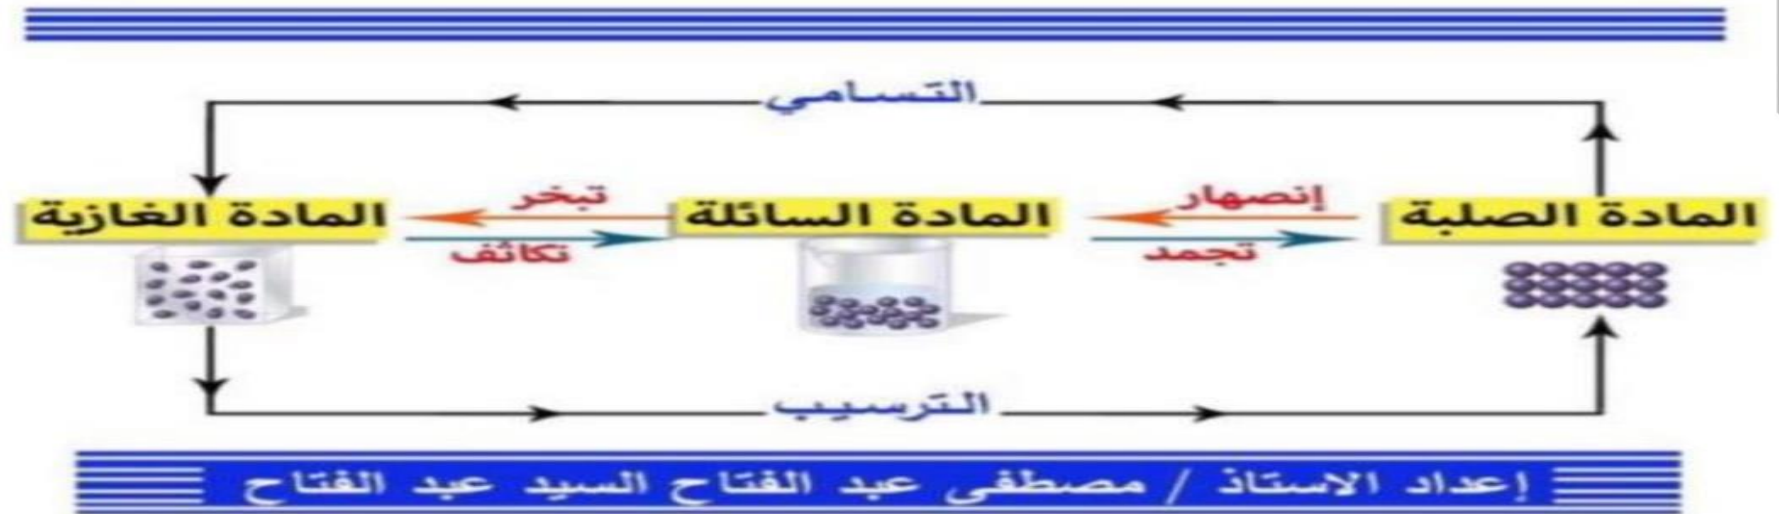 التسامي
المادة الصلبة
إنصهار
تجمد
المادة السائلة
تبخر
تكاثف
المادة الغازية
الترسيب
إعداد الاستاذ / مصطفى عبد الفتاح السيد عبد الفتاح